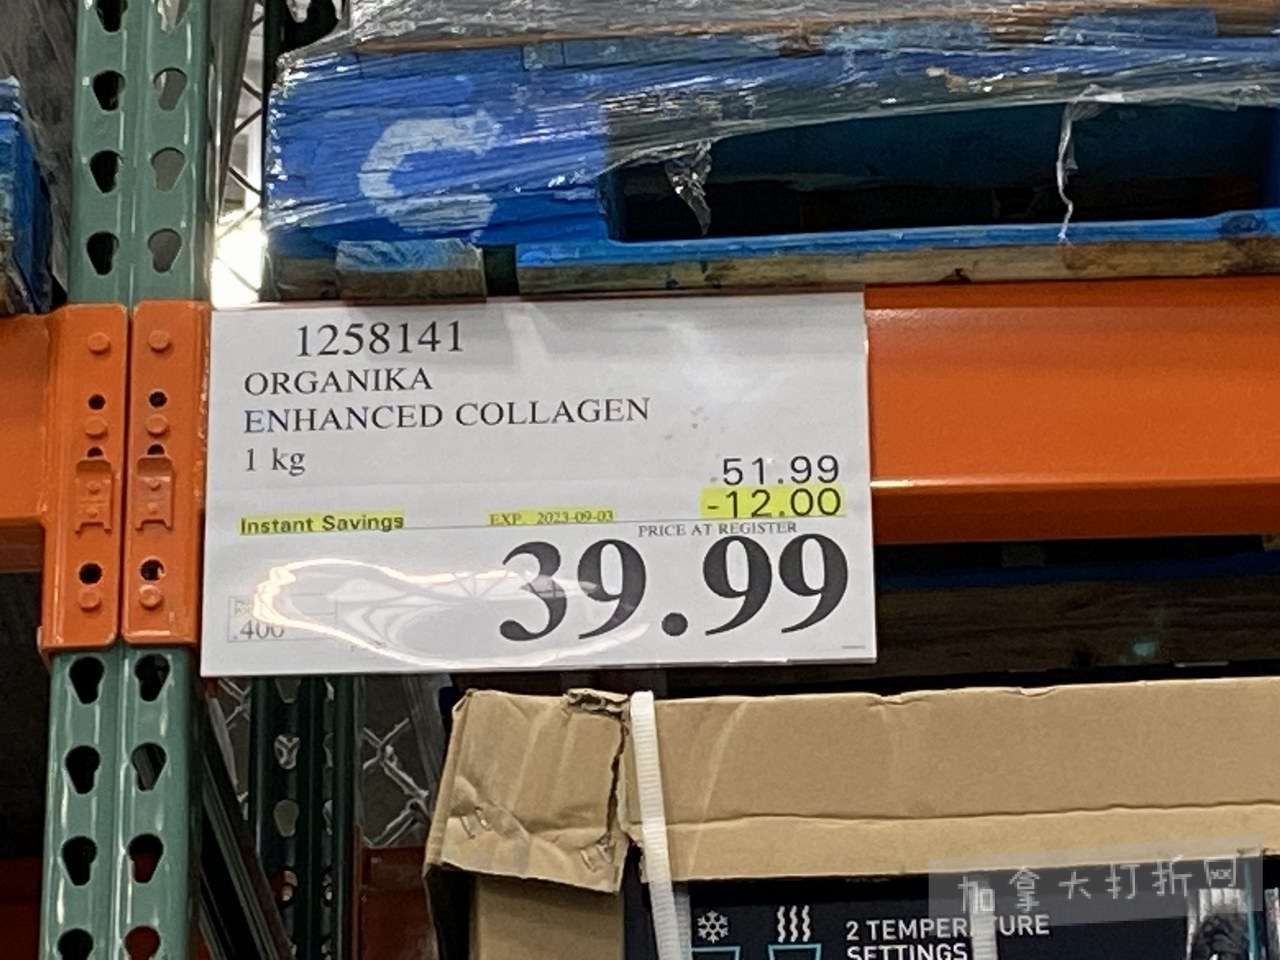 C
1258141
ORGANIKA
ENHANCED COLLAGEN
1 kg
51.99
-12.00
Instant Savings EXP. 2023-09-03
PRICE AT REGISTER
39.99
.400
加拿大打折网
2 TEMPERATURE
SETTINGS